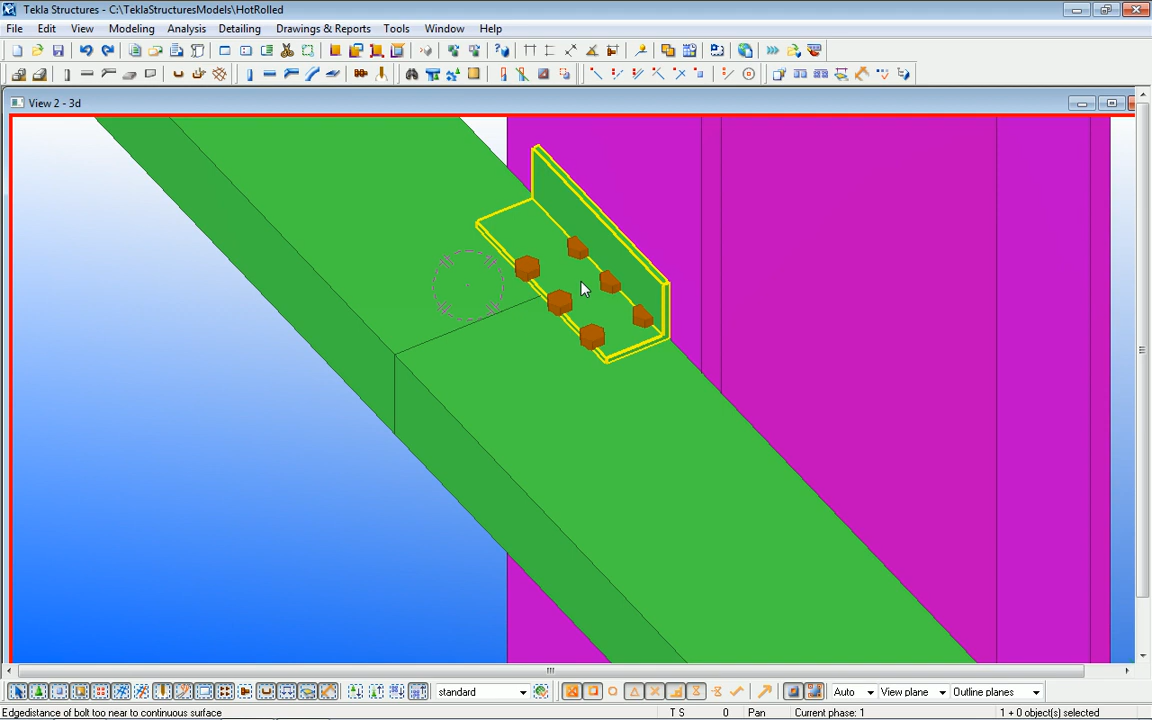 Tekla Structures - C:\TeklaStructuresModels\HotRolled
File Edit View Modeling Analysis Detailing Drawings & Reports Tools Window Help
View 2 - 3d
standard Auto View plane Outline planes
Edgedistance of bolt too near to continuous surface T S 0 Pan Current phase: 1 1 + 0 object(s) selected